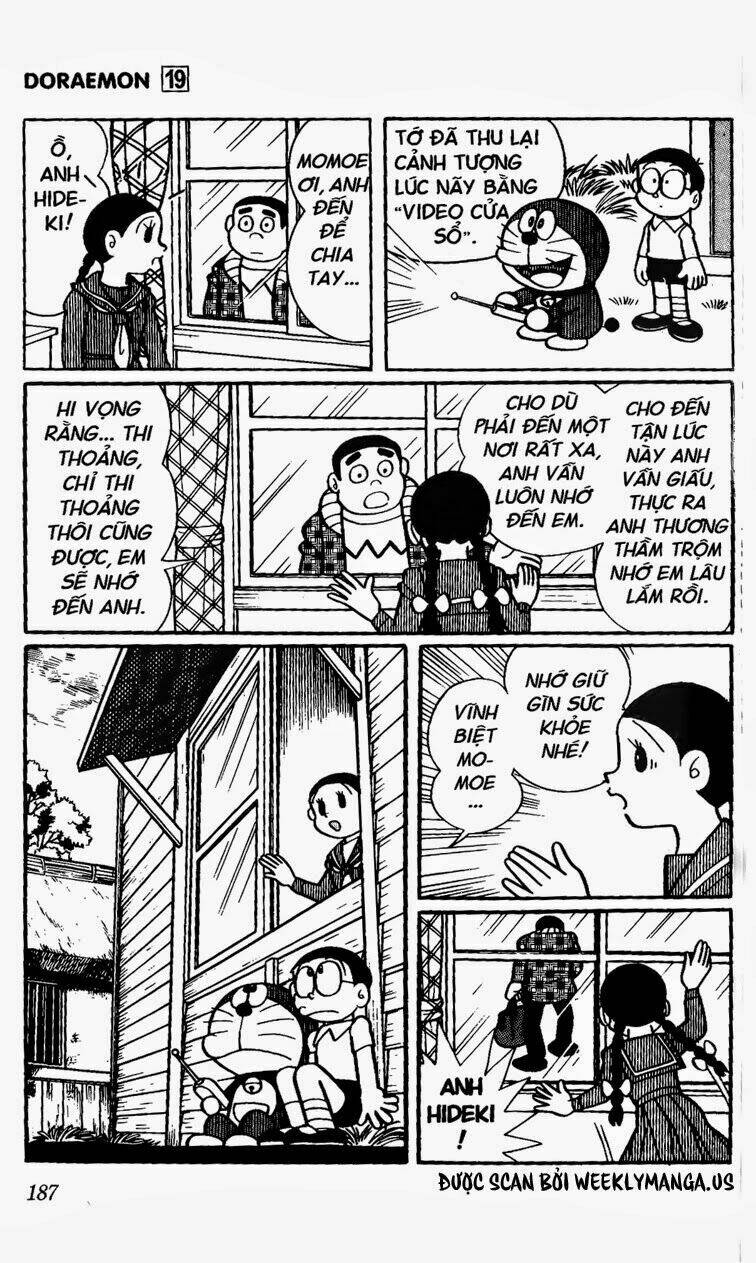 DORAEMON 19
TỚ ĐÃ THU LẠI
CẢNH TƯỢNG
LÚC NÃY BẰNG
“VIDEO CỬA
SỔ”.
MOMOE
ƠI, ANH
ĐẾN
ĐỂ
CHIA
TAY...
Ồ,
ANH
HIDE-
KI!
CHO ĐẾN
TẬN LÚC
NÀY ANH
VẪN GIẤU,
THỰC RA
ANH THƯƠNG
THẦM TRỘM
NHỚ EM LÂU
LẮM RỒI.
CHO DÙ
PHẢI ĐẾN MỘT
NƠI RẤT XA,
ANH VẪN
LUÔN NHỚ
ĐẾN EM.
HI VỌNG
RẰNG... THI
THOẢNG,
CHỈ THI
THOẢNG
THÔI CŨNG
ĐƯỢC, EM
SẼ NHỚ
ĐẾN ANH.
NHỚ GIỮ
GÌN SỨC
KHỎE
NHÉ!
VĨNH
BIỆT
MO-
MOE
...
ANH
HIDEKI
!
187
ĐƯỢC SCAN BỞI WEEKLYMANGA.US